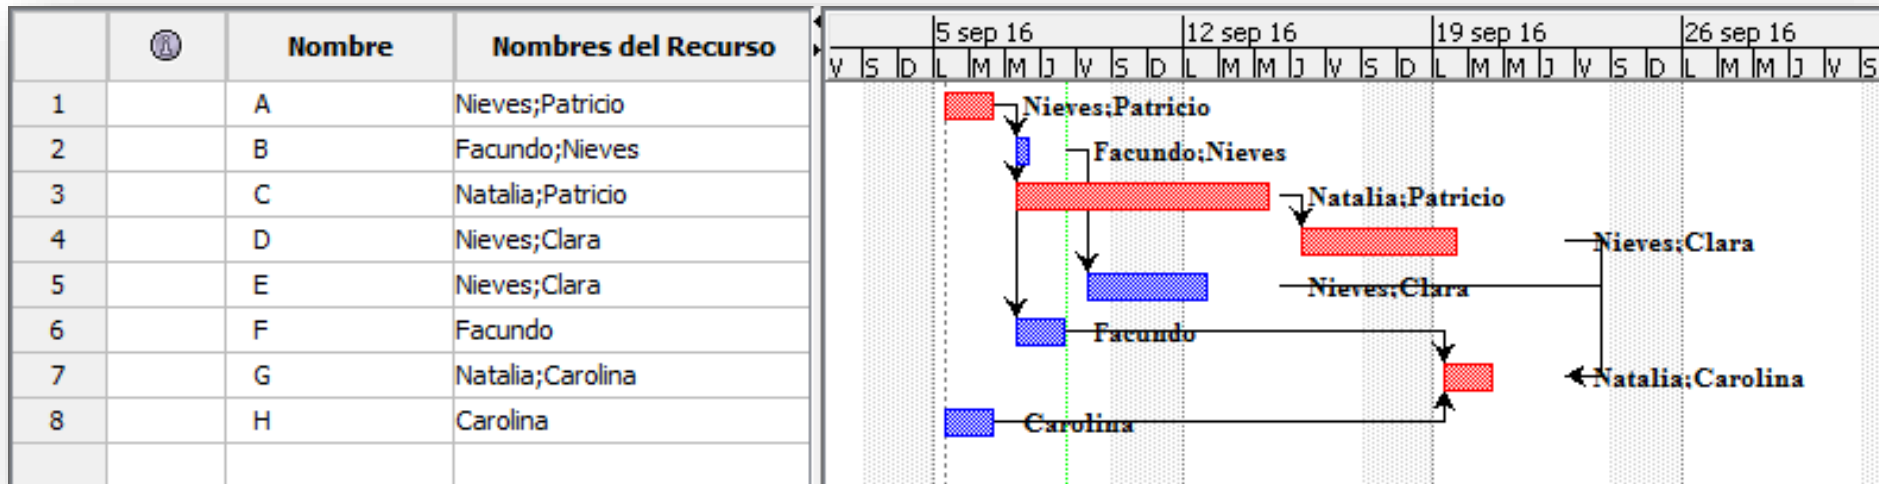 Nombre Nombres del Recurso
5 sep 16 12 sep 16 19 sep 16 26 sep 16
V S D L M M J V S D L M M J V S D L M M J V S D L M M J V S
1 A Nieves;Patricio Nieves;Patricio
2 B Facundo;Nieves Facundo;Nieves
3 C Natalia;Patricio Natalia;Patricio
4 D Nieves;Clara Nieves;Clara
5 E Nieves;Clara Nieves;Clara
6 F Facundo Facundo
7 G Natalia;Carolina Natalia;Carolina
8 H Carolina Carolina